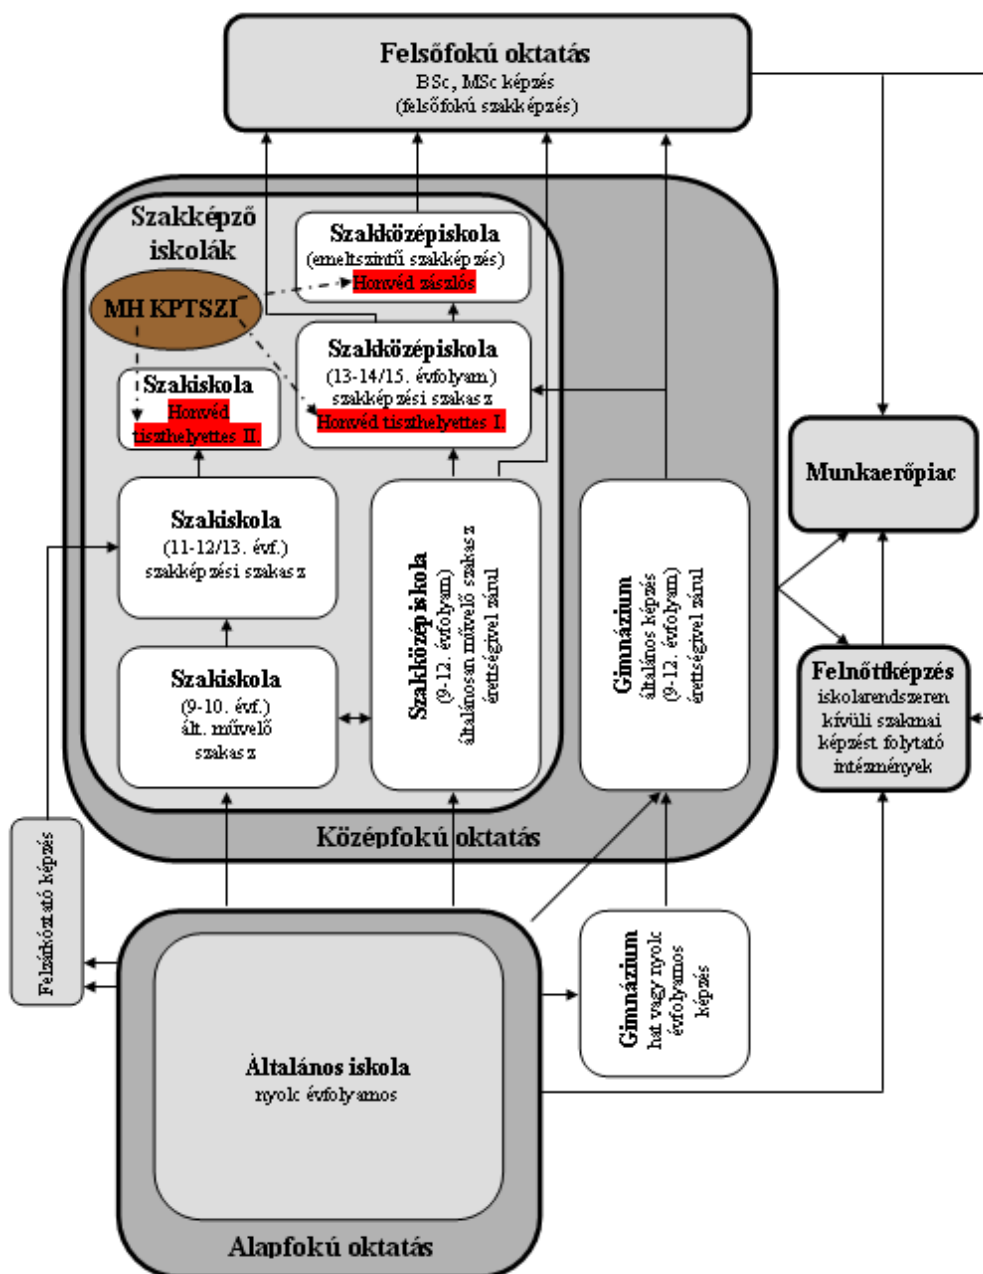 Felsőfokú oktatás
BSc, MSc képzés
(felsőfokú szakképzés)
Szakképző
iskolák
Szakközépiskola
(emeltszintű szakképzés)
Honvéd zászlós
MH KPTSZI
Szakközépiskola
(13-14/15. évfolyam)
szakképzési szakasz
Honvéd tiszthelyettes I.
Szakiskola
Honvéd
tiszthelyettes II.
Szakiskola
(11-12/13. évf.)
szakképzési szakasz
Szakiskola
(9-10. évf.)
ált. művelő
szakasz
Szakközépiskola
(9-12. évfolyam)
általánosan művelő szakasz
érettségivel zárul
Gimnázium
általános képzés
(9-12. évfolyam)
érettségivel zárul
Munkaerőpiac
Felnőttképzés
iskolarendszeren
kívüli szakmai
képzést folytató
intézmények
Középfokú oktatás
Felzárkóztató képzés
Gimnázium
hat vagy nyolc
évfolyamos
képzés
Általános iskola
nyolc évfolyamos
Alapfokú oktatás